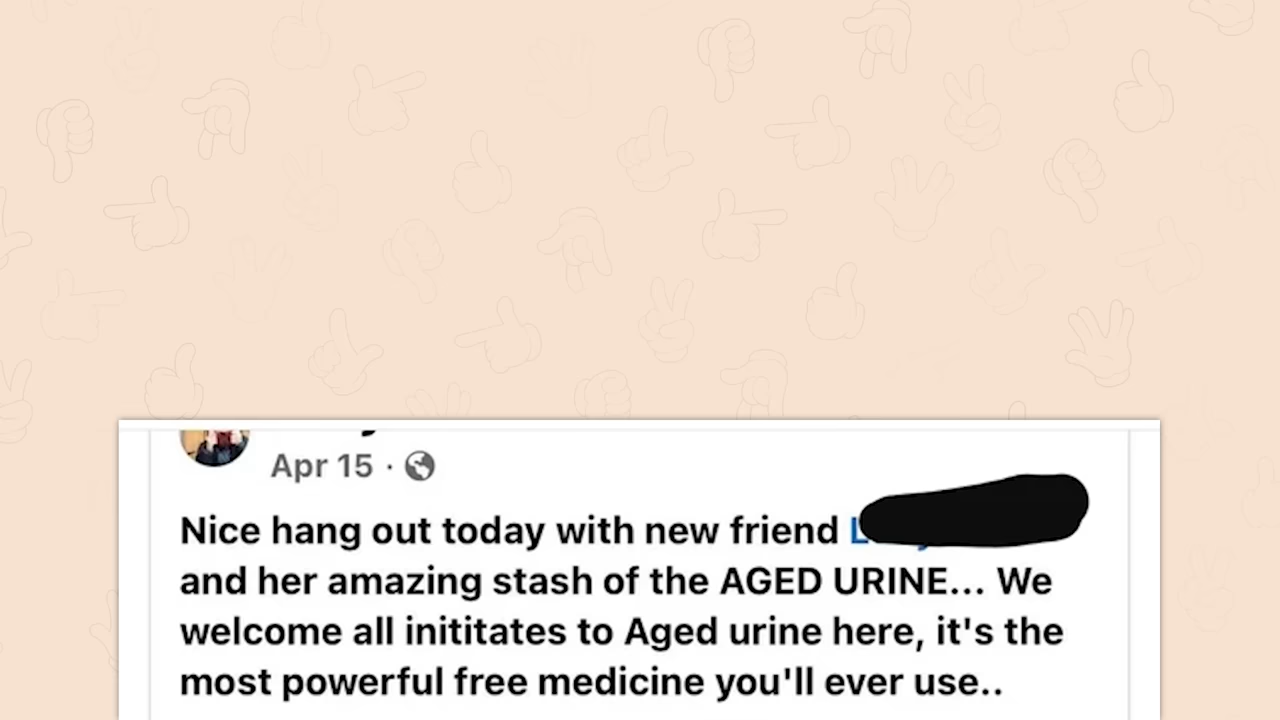 Apr 15 ·
Nice hang out today with new friend
and her amazing stash of the AGED URINE... We
welcome all inititates to Aged urine here, it's the
most powerful free medicine you'll ever use..